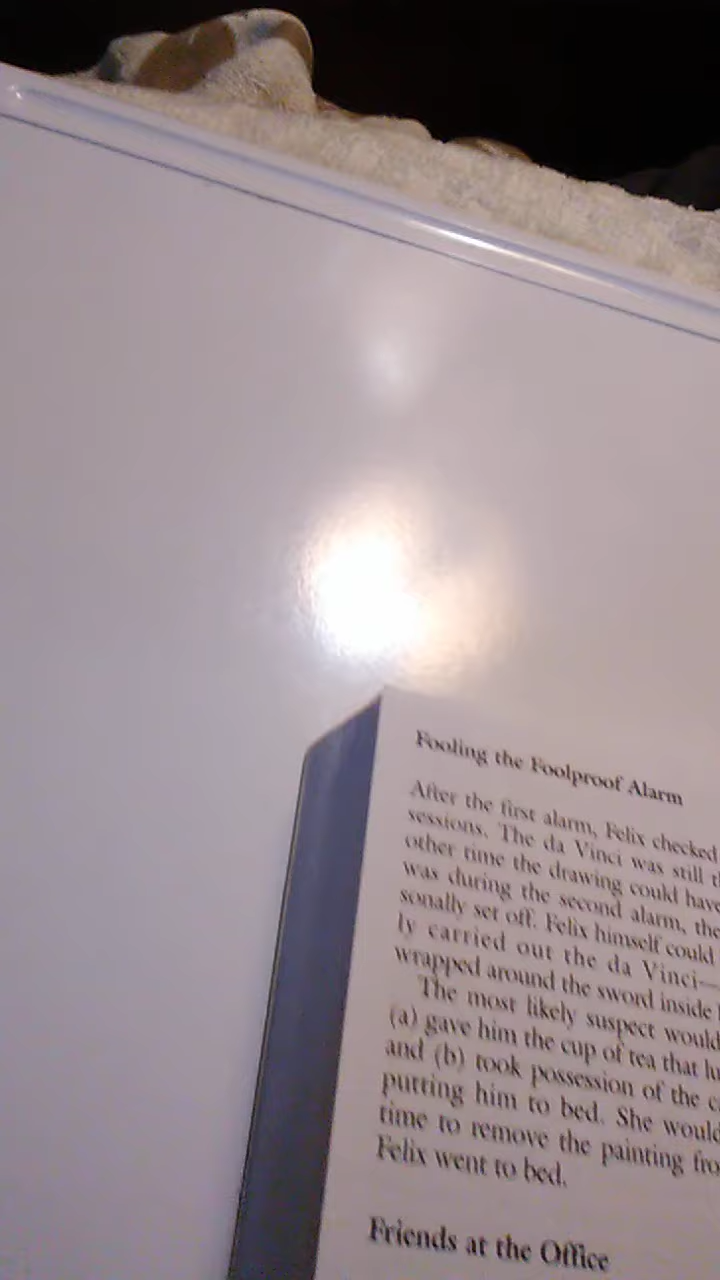 Fooling the Foolproof Alarm
After the first alarm, Felix checked
sessions. The da Vinci was still
other time the drawing could have
was during the second alarm, the
sonally set off. Felix himself could
ly carried out the da Vinci—
wrapped around the sword inside
The most likely suspect would
(a) gave him the cup of tea that
and (b) took possession of the
putting him to bed. She would
time to remove the painting
Felix went to bed.
Friends at the Office